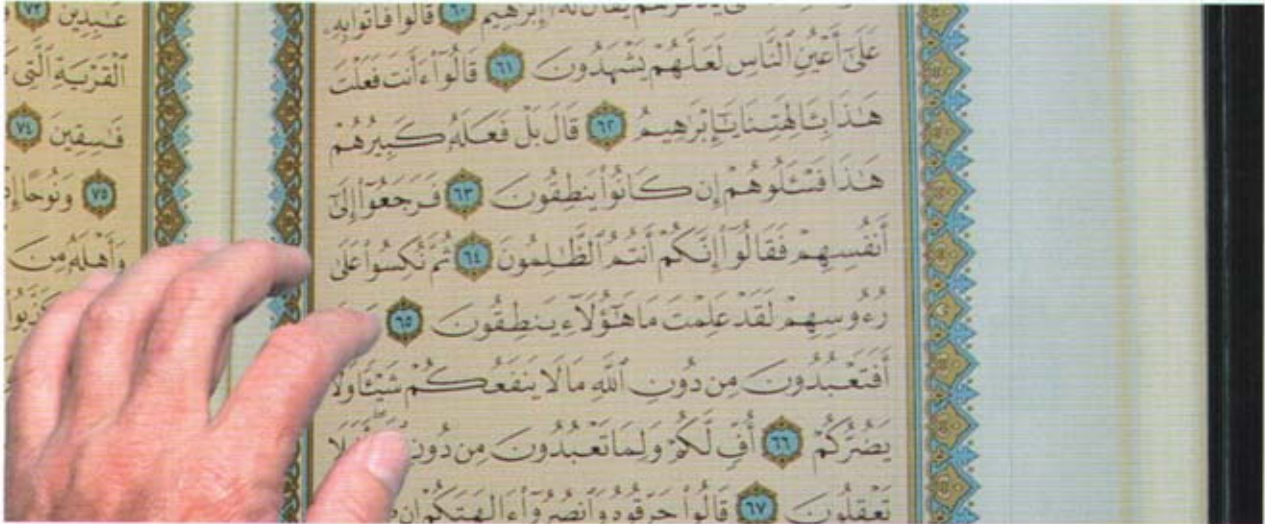 يُقَالُ لَهُۥٓ إِبْرَٰهِيمُ ٦٠ قَالُوا۟ فَأْتُوا۟ بِهِۦ
عَلَىٰٓ أَعْيُنِ ٱلنَّاسِ لَعَلَّهُمْ يَشْهَدُونَ ٦١ قَالُوٓا۟ ءَأَنتَ فَعَلْتَ
هَٰذَا بِـَٔالِهَتِنَا يَٰٓإِبْرَٰهِيمُ ٦٢ قَالَ بَلْ فَعَلَهُۥ كَبِيرُهُمْ
هَٰذَا فَسْـَٔلُوهُمْ إِن كَانُوا۟ يَنطِقُونَ ٦٣ فَرَجَعُوٓا۟ إِلَىٰٓ
أَنفُسِهِمْ فَقَالُوٓا۟ إِنَّكُمْ أَنتُمُ ٱلظَّٰلِمُونَ ٦٤ ثُمَّ نُكِسُوا۟ عَلَىٰ
رُءُوسِهِمْ لَقَدْ عَلِمْتَ مَا هَٰٓؤُلَآءِ يَنطِقُونَ ٦٥
أَفَتَعْبُدُونَ مِن دُونِ ٱللَّهِ مَا لَا يَنفَعُكُمْ شَيْـًٔا وَلَا
يَضُرُّكُمْ ٦٦ أُفٍّ لَّكُمْ وَلِمَا تَعْبُدُونَ مِن دُونِ
تَعْقِلُونَ ٦٧ قَالُوا۟ حَرِّقُوهُ وَٱنصُرُوٓا۟ ءَالِهَتَكُمْ إِن
عَٰبِدِينَ ٧٣
ٱلْقَرْيَةِ ٱلَّتِى
فَٰسِقِينَ ٧٤
٧٥ وَنُوحًا
وَأَهْلَهُۥ مِنَ